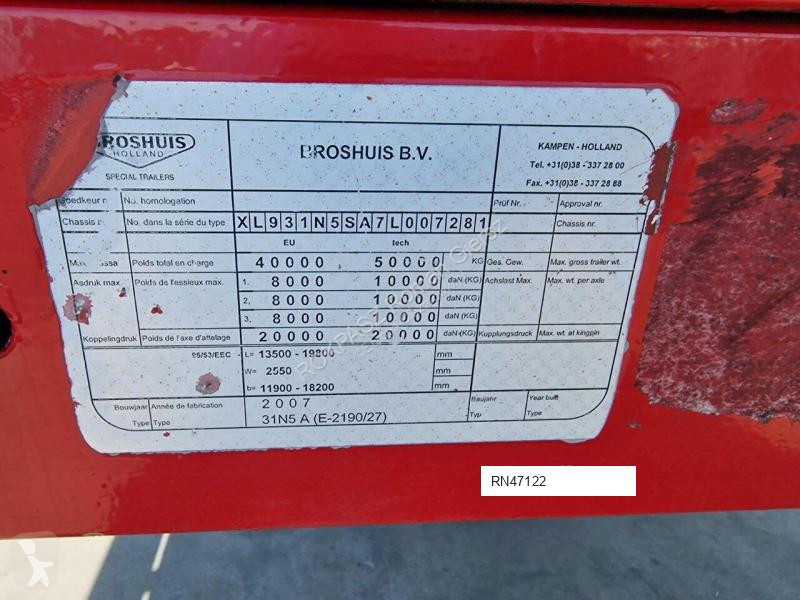 ROSHUIS
HOLLAND
SPECIAL TRAILERS
BROSHUIS B.V.
KAMPEN - HOLLAND
Tel. +31(0)38 - 337 28 00
Fax. +31(0)38 - 337 28 88
Goedkeur n No. homologation Prüf Nr. Approval nr.
Chassis No. dans la série du type XL931N5SA7L007281 Chassis nr.
EU tech
Poids total en charge 40000 50000 KG Ges. Gew. Max. gross trailer wt.
Asdruk max. Poids de l'essieux max. 1. 8000 10000 daN (KG) Achslast Max. Max. wt. per axle
2. 8000 10000 daN (KG)
3. 8000 10000 daN (KG)
Koppelingdruk Poids de l'axe d'attelage 20000 20000 daN (KG) Kupplungsdruck Max. wt. at kingpin
96/53/EEC L= 13500 - 19800 mm
W= 2550 mm
b= 11900 - 18200 mm
Bouwjaar Année de fabrication 2007 Baujahr Year built
Type Type 31N5 A (E-2190/27) Typ Type
RN47122